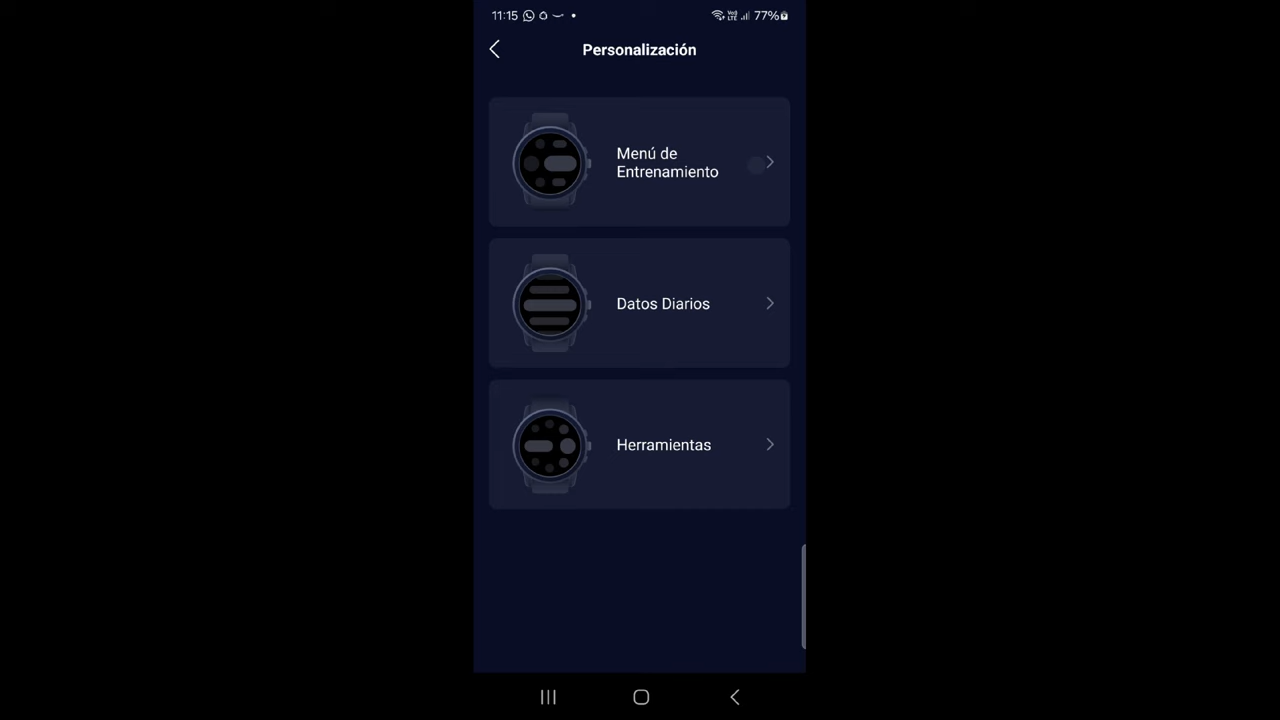 11:15 77%
Personalización
Menú de
Entrenamiento
Datos Diarios
Herramientas